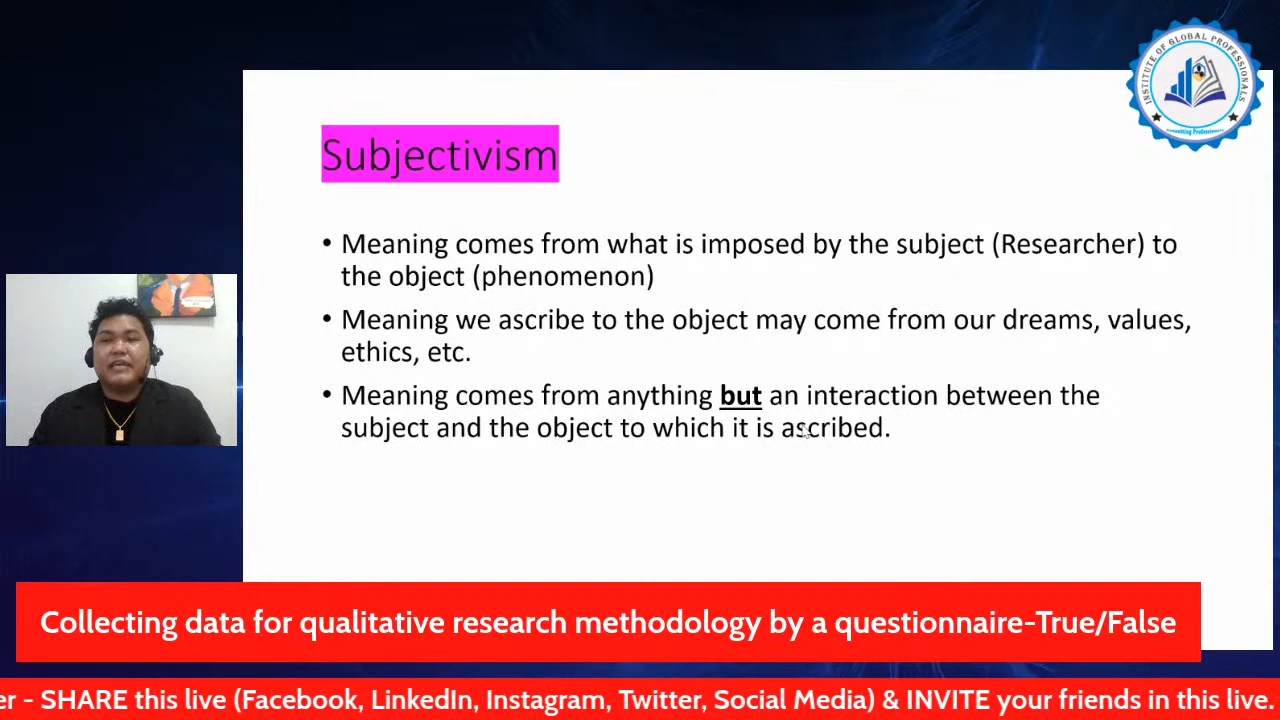 INSTITUTE OF GLOBAL PROFESSIONALS
Connecting Professionals
Subjectivism
• Meaning comes from what is imposed by the subject (Researcher) to
the object (phenomenon)
• Meaning we ascribe to the object may come from our dreams, values,
ethics, etc.
• Meaning comes from anything but an interaction between the
subject and the object to which it is ascribed.
Collecting data for qualitative research methodology by a questionnaire-True/False
er - SHARE this live (Facebook, LinkedIn, Instagram, Twitter, Social Media) & INVITE your friends in this live.